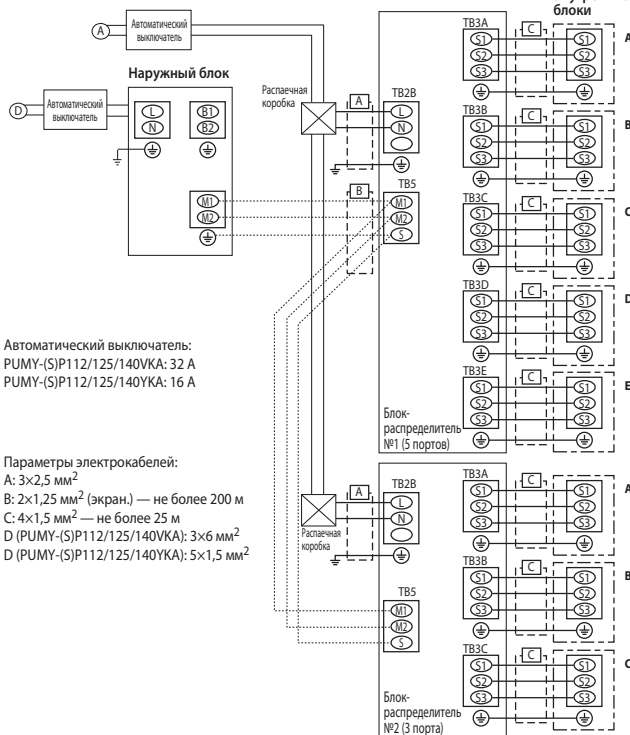 блоки
A
Автоматический
выключатель
Наружный блок
D
Автоматический
выключатель
L
N
B1
B2
M1
M2
Распаечная
коробка
A
TB2B
L
N
B
TB5
M1
M2
S
TB3A
S1
S2
S3
C
S1
S2
S3
A
TB3B
S1
S2
S3
C
S1
S2
S3
B
TB3C
S1
S2
S3
C
S1
S2
S3
C
TB3D
S1
S2
S3
C
S1
S2
S3
D
TB3E
S1
S2
S3
C
S1
S2
S3
E
Блок-
распределитель
№1 (5 портов)
Автоматический выключатель:
PUMY-(S)P112/125/140VKA: 32 А
PUMY-(S)P112/125/140YKA: 16 А
Параметры электрокабелей:
A: 3×2,5 мм²
B: 2×1,25 мм² (экран.) — не более 200 м
C: 4×1,5 мм² — не более 25 м
D (PUMY-(S)P112/125/140VKA): 3×6 мм²
D (PUMY-(S)P112/125/140YKA): 5×1,5 мм²
Распаечная
коробка
A
TB2B
L
N
TB5
M1
M2
S
TB3A
S1
S2
S3
C
S1
S2
S3
A
TB3B
S1
S2
S3
C
S1
S2
S3
B
TB3C
S1
S2
S3
C
S1
S2
S3
C
Блок-
распределитель
№2 (3 порта)